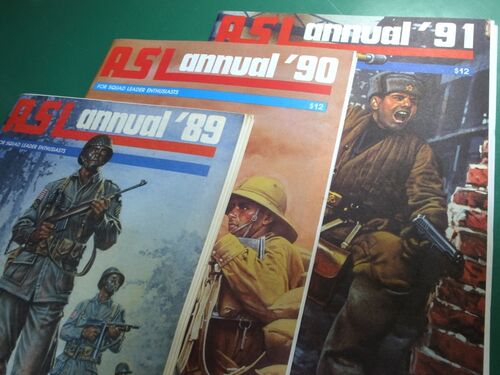 ASL annual '91
$12
ASL annual '90
FOR SQUAD LEADER ENTHUSIASTS
$12
ASL annual '89
FOR SQUAD LEADER ENTHUSIASTS